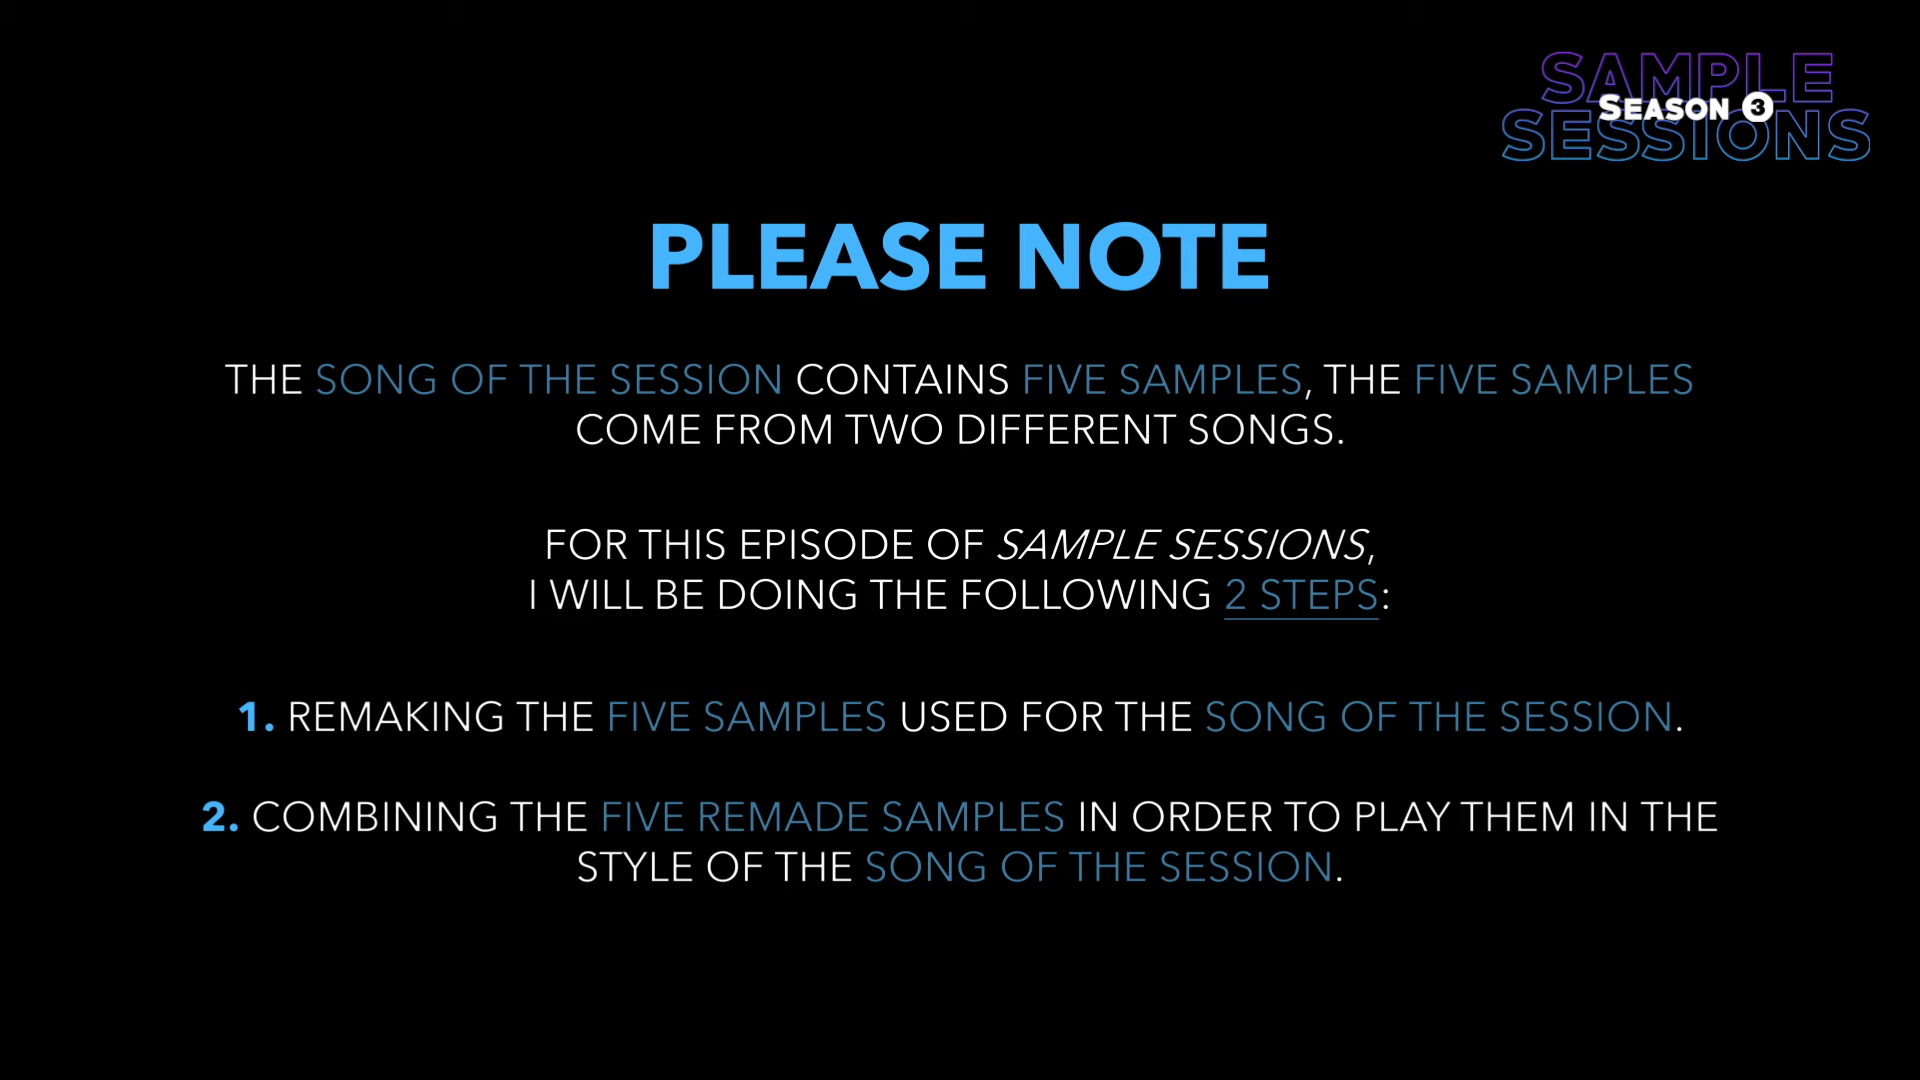 SAMPLE
SEASON 3
SESSIONS
PLEASE NOTE
THE SONG OF THE SESSION CONTAINS FIVE SAMPLES, THE FIVE SAMPLES
COME FROM TWO DIFFERENT SONGS.
FOR THIS EPISODE OF SAMPLE SESSIONS,
I WILL BE DOING THE FOLLOWING 2 STEPS:
1. REMAKING THE FIVE SAMPLES USED FOR THE SONG OF THE SESSION.
2. COMBINING THE FIVE REMADE SAMPLES IN ORDER TO PLAY THEM IN THE
STYLE OF THE SONG OF THE SESSION.